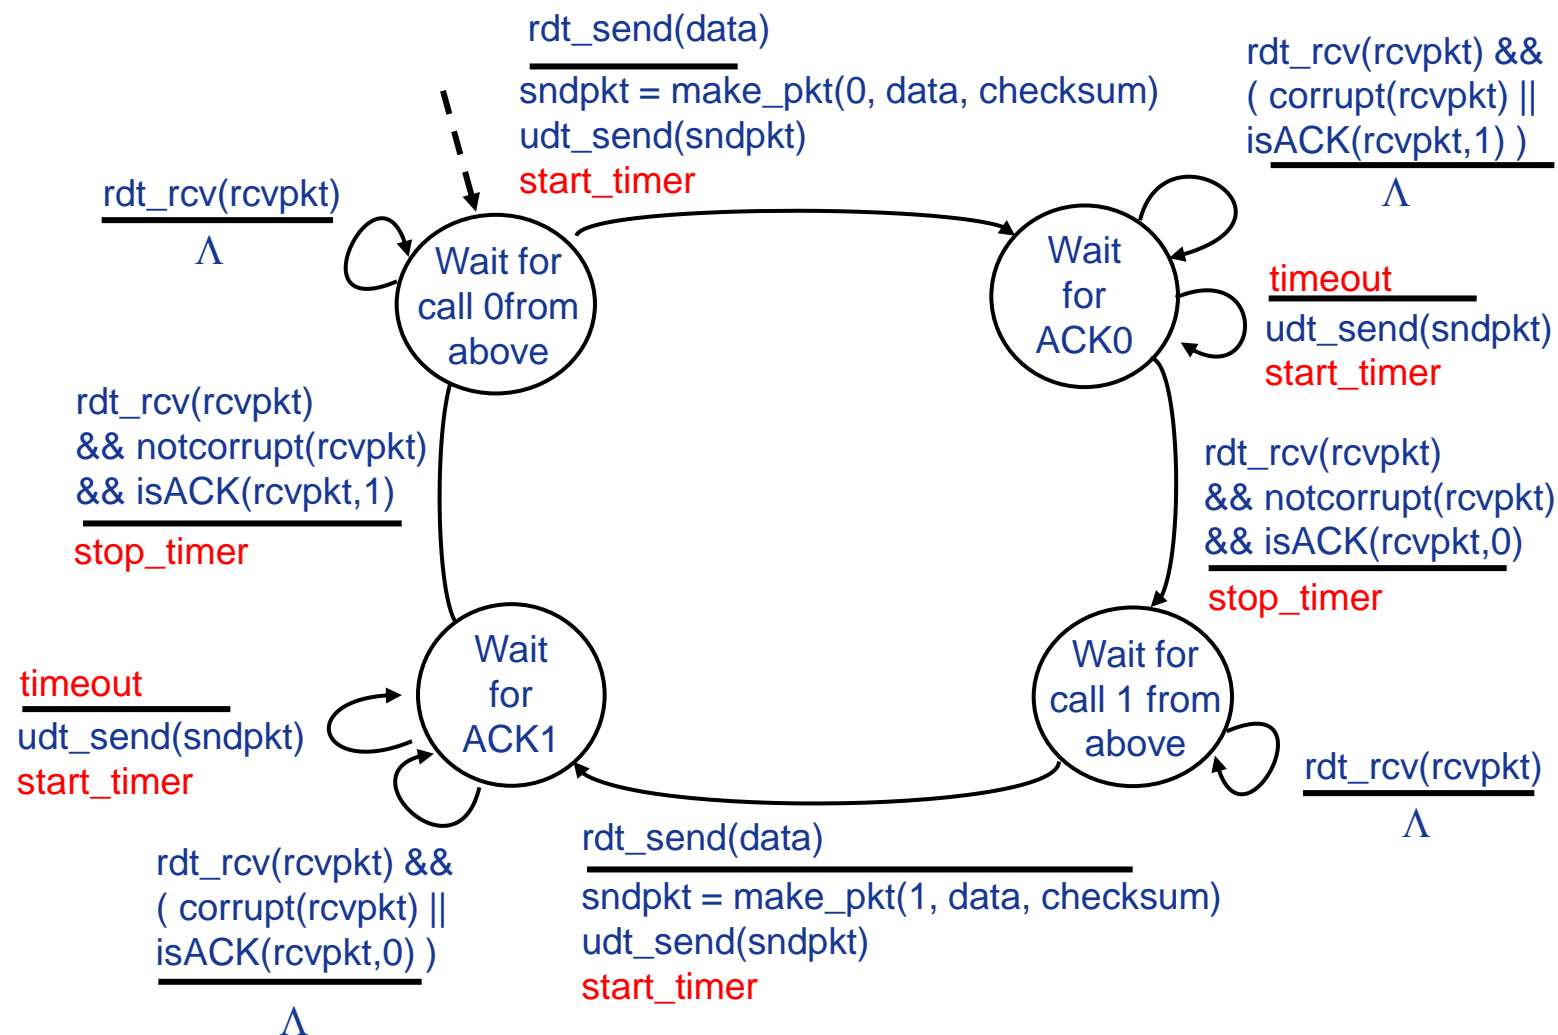 rdt_send(data)
sndpkt = make_pkt(0, data, checksum)
udt_send(sndpkt)
start_timer
rdt_rcv(rcvpkt) &&
( corrupt(rcvpkt) ||
isACK(rcvpkt,1) )
Λ
rdt_rcv(rcvpkt)
Λ
Wait for
call 0from
above
Wait
for
ACK0
timeout
udt_send(sndpkt)
start_timer
rdt_rcv(rcvpkt)
&& notcorrupt(rcvpkt)
&& isACK(rcvpkt,1)
stop_timer
rdt_rcv(rcvpkt)
&& notcorrupt(rcvpkt)
&& isACK(rcvpkt,0)
stop_timer
timeout
udt_send(sndpkt)
start_timer
Wait
for
ACK1
Wait for
call 1 from
above
rdt_rcv(rcvpkt)
Λ
rdt_rcv(rcvpkt) &&
( corrupt(rcvpkt) ||
isACK(rcvpkt,0) )
Λ
rdt_send(data)
sndpkt = make_pkt(1, data, checksum)
udt_send(sndpkt)
start_timer